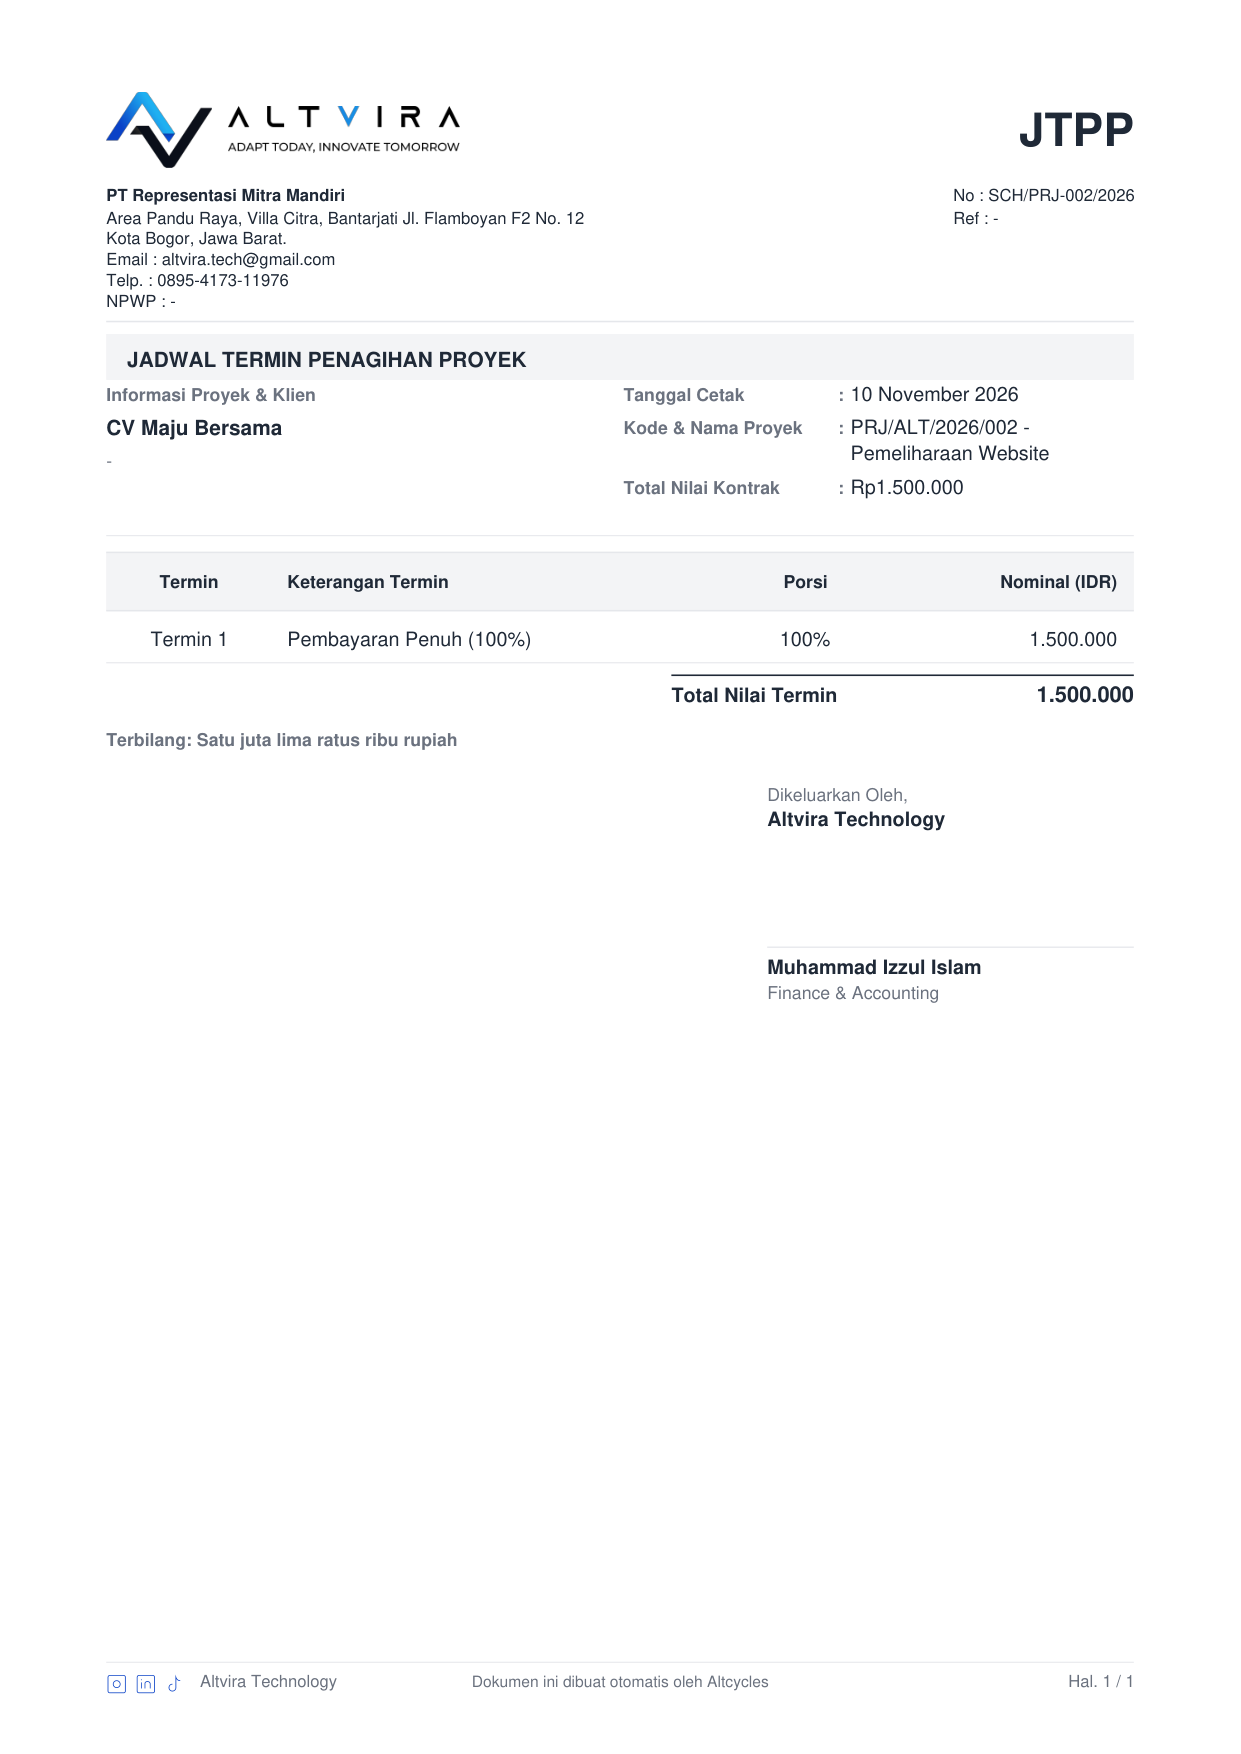 ALTVIRA
ADAPT TODAY, INNOVATE TOMORROW
JTPP
PT Representasi Mitra Mandiri
Area Pandu Raya, Villa Citra, Bantarjati Jl. Flamboyan F2 No. 12
Kota Bogor, Jawa Barat.
Email : altvira.tech@gmail.com
Telp. : 0895-4173-11976
NPWP : -
No : SCH/PRJ-002/2026
Ref : -
JADWAL TERMIN PENAGIHAN PROYEK
Informasi Proyek & Klien
CV Maju Bersama
-
Tanggal Cetak : 10 November 2026
Kode & Nama Proyek : PRJ/ALT/2026/002 -
Pemeliharaan Website
Total Nilai Kontrak : Rp1.500.000
Termin Keterangan Termin Porsi Nominal (IDR)
Termin 1 Pembayaran Penuh (100%) 100% 1.500.000
Total Nilai Termin 1.500.000
Terbilang: Satu juta lima ratus ribu rupiah
Dikeluarkan Oleh,
Altvira Technology
Muhammad Izzul Islam
Finance & Accounting
Altvira Technology Dokumen ini dibuat otomatis oleh Altcycles Hal. 1 / 1